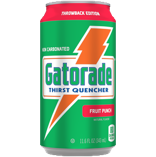 THROWBACK EDITION
NON CARBONATED
Gatorade
THIRST QUENCHER
FRUIT PUNCH